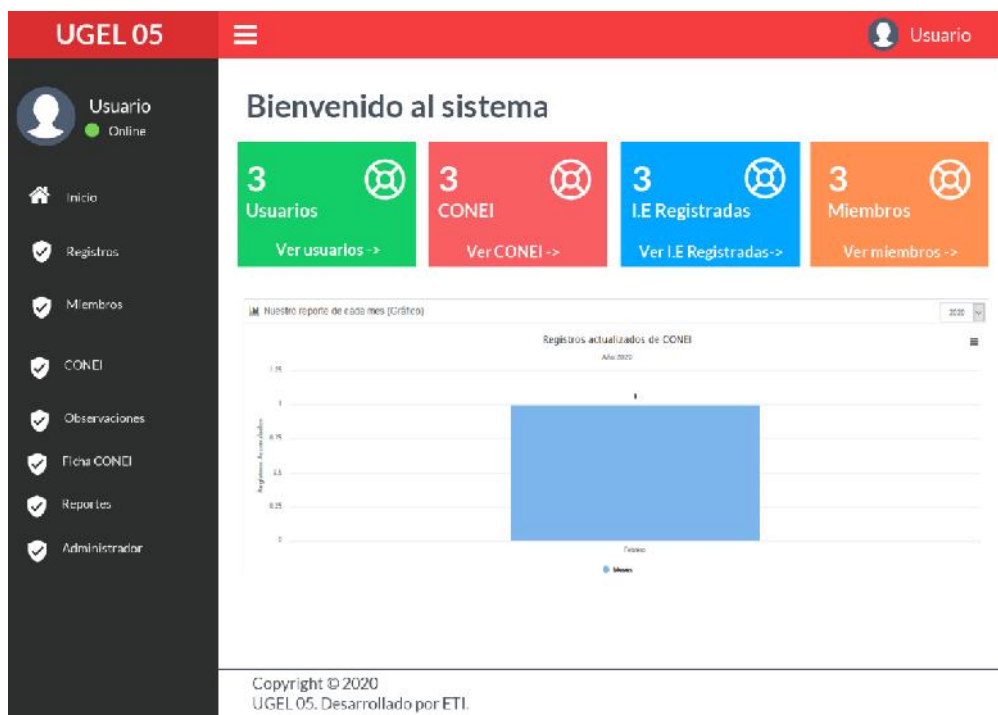 UGEL 05
Usuario
Usuario
Online
Inicio
Registros
Miembros
CONEI
Observaciones
Ficha CONEI
Reportes
Administrador
Bienvenido al sistema
3
Usuarios
Ver usuarios ->
3
CONEI
Ver CONEI ->
3
I.E Registradas
Ver I.E Registradas->
3
Miembros
Ver miembros ->
Nuestro reporte de cada mes (Gráfico)
2020
Registros actualizados de CONEI
Año 2020
1.25
1
0.75
0.5
0.25
0
Registros Acumulados
1
Febrero
Meses
Copyright © 2020
UGEL 05. Desarrollado por ETI.